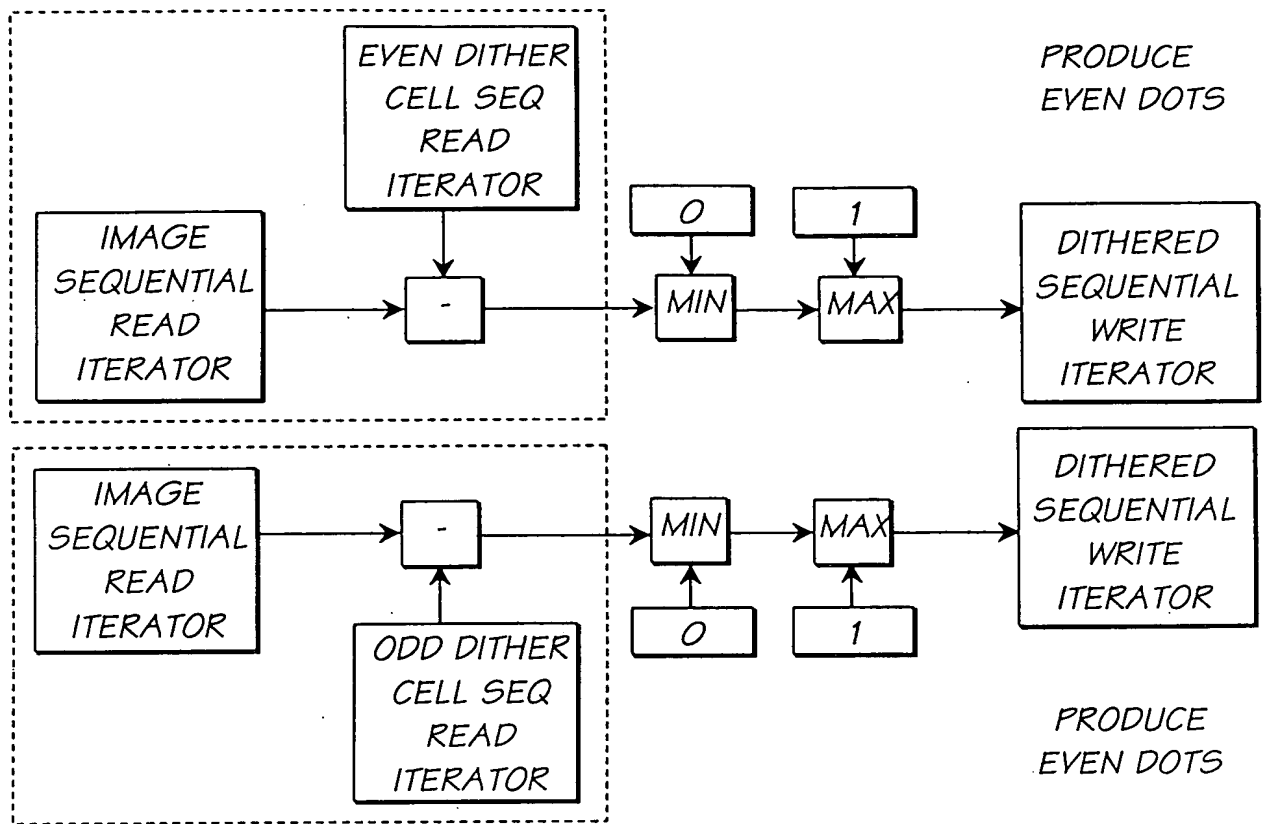 EVEN DITHER
CELL SEQ
READ
ITERATOR
PRODUCE
EVEN DOTS
IMAGE
SEQUENTIAL
READ
ITERATOR
-
0
1
MIN
MAX
DITHERED
SEQUENTIAL
WRITE
ITERATOR
IMAGE
SEQUENTIAL
READ
ITERATOR
-
ODD DITHER
CELL SEQ
READ
ITERATOR
MIN
MAX
0
1
DITHERED
SEQUENTIAL
WRITE
ITERATOR
PRODUCE
EVEN DOTS